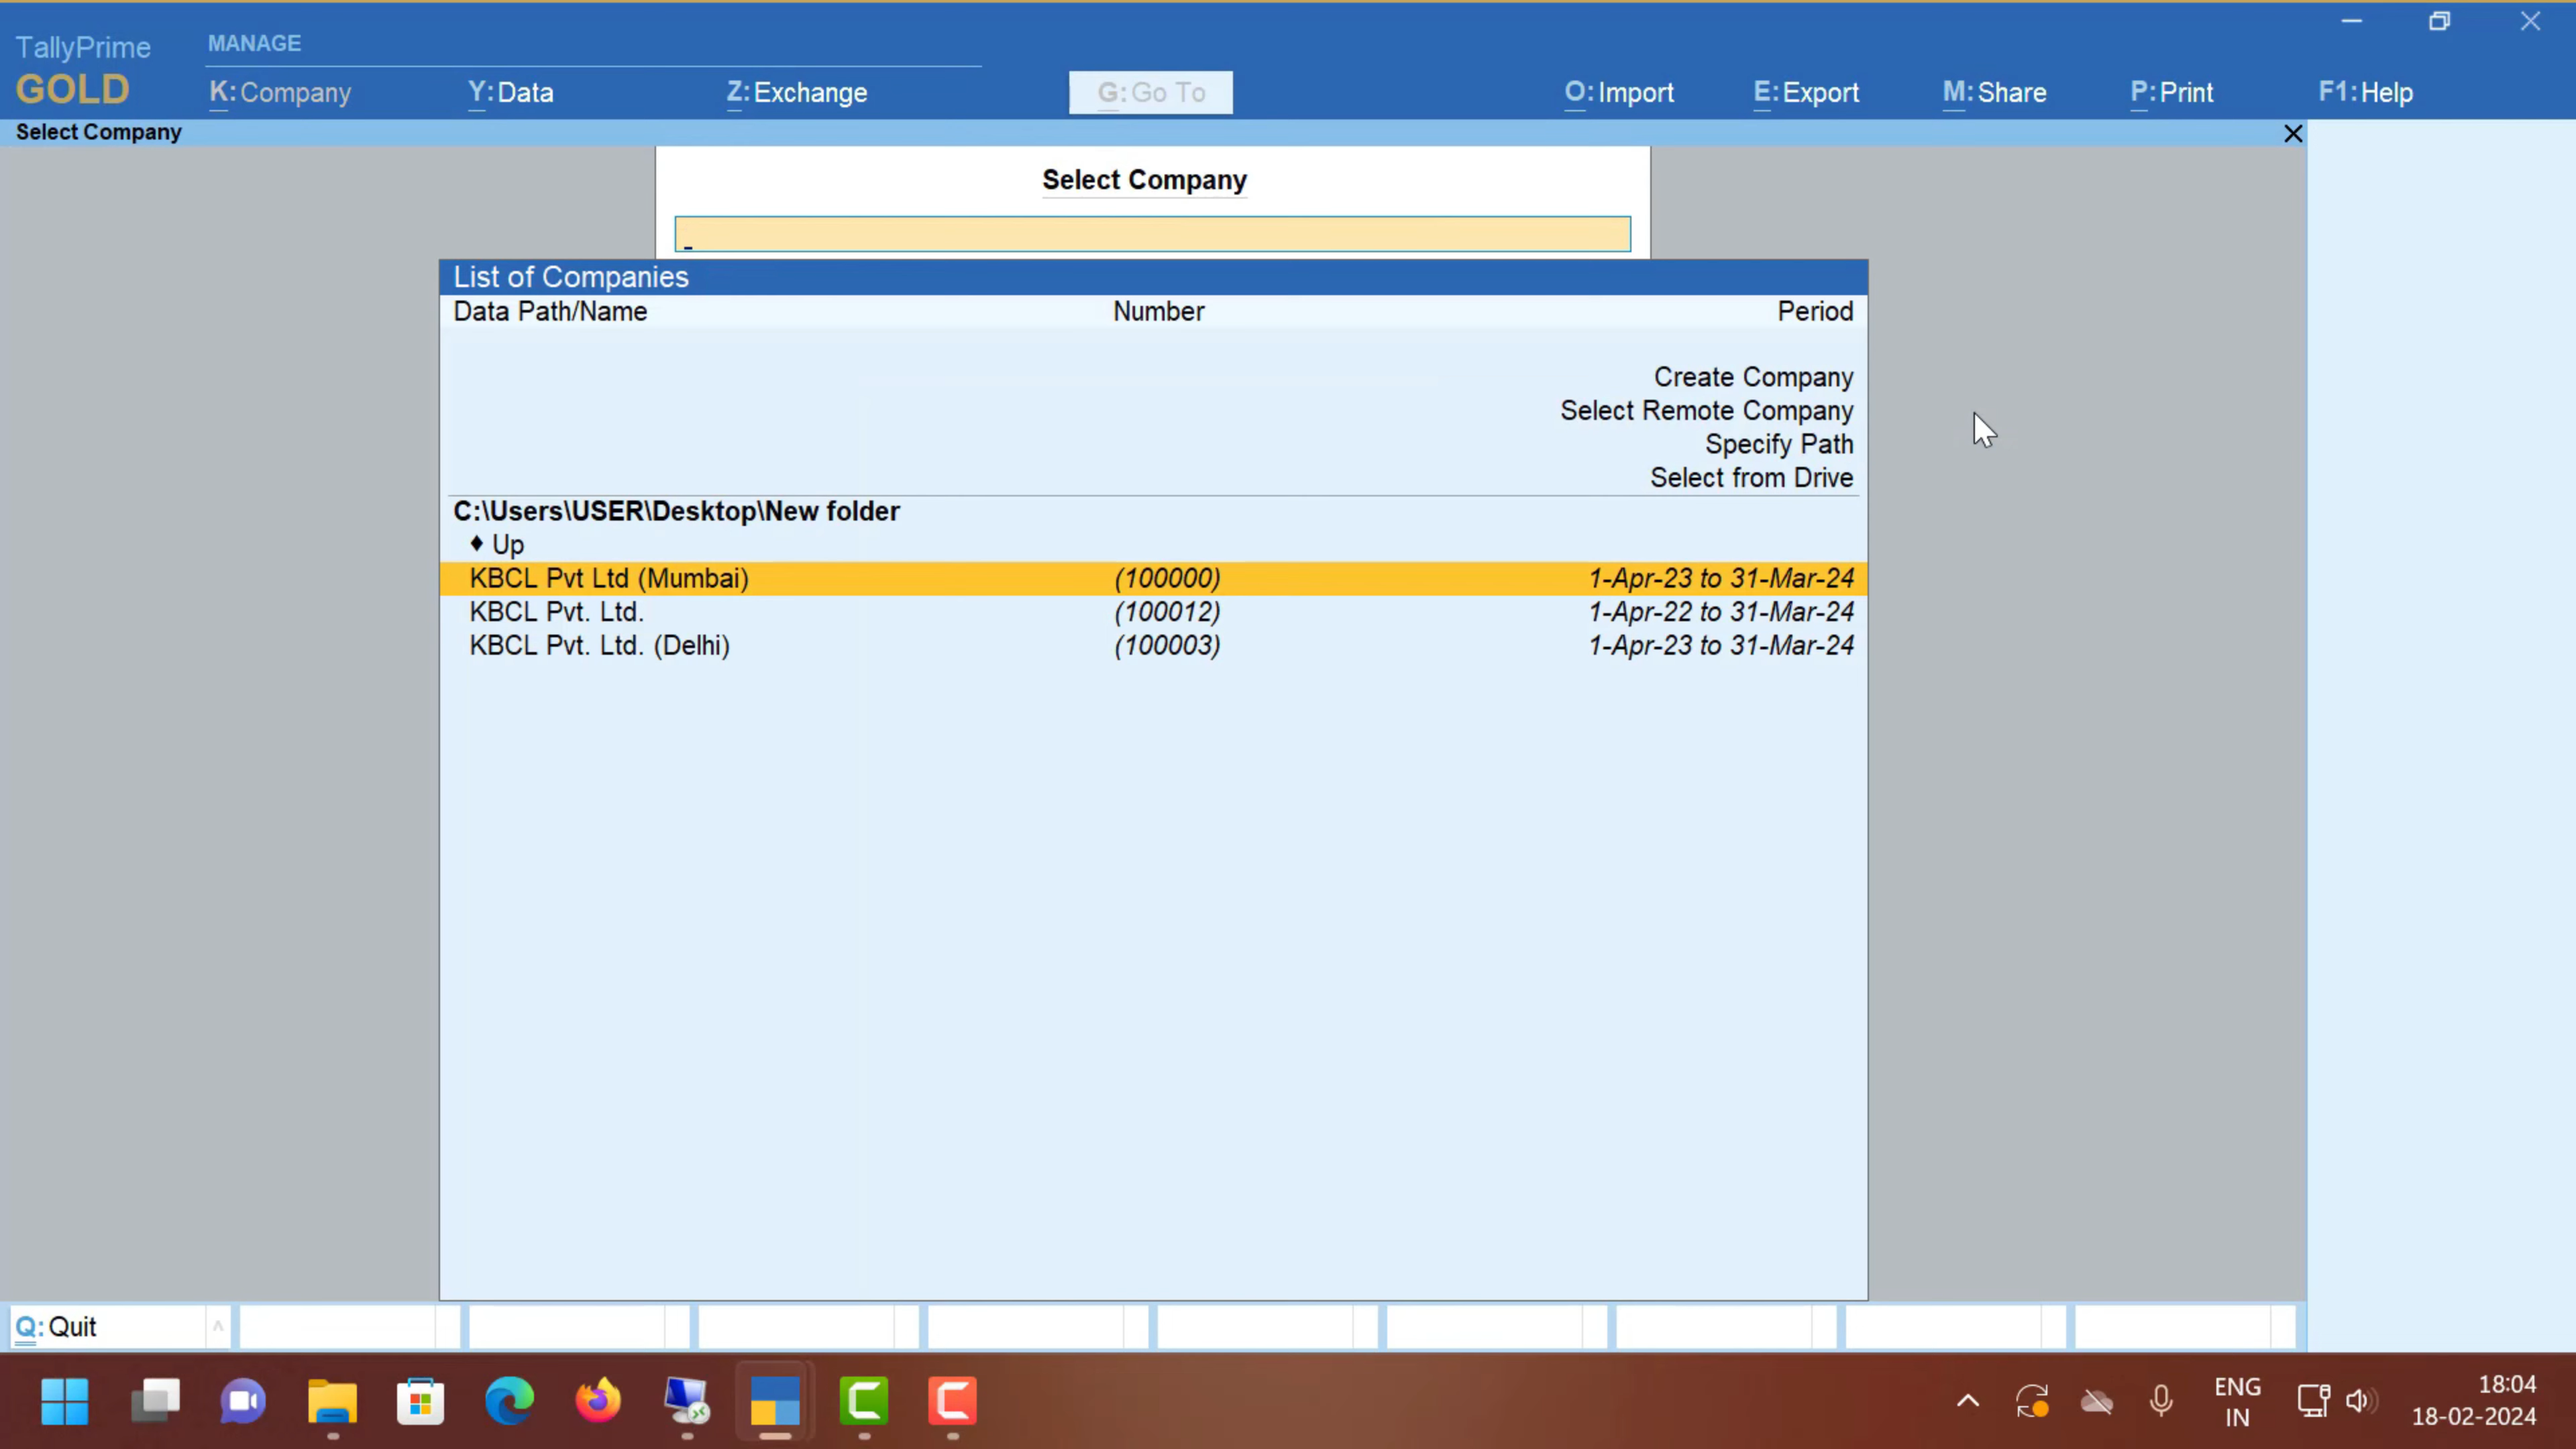 TallyPrime
GOLD
MANAGE
K: Company
Y: Data
Z: Exchange
G: Go To
O: Import
E: Export
M: Share
P: Print
F1: Help
Select Company
Select Company
List of Companies
Data Path/Name Number Period
Create Company
Select Remote Company
Specify Path
Select from Drive
C:\Users\USER\Desktop\New folder
♦ Up
KBCL Pvt Ltd (Mumbai) (100000) 1-Apr-23 to 31-Mar-24
KBCL Pvt. Ltd. (100012) 1-Apr-22 to 31-Mar-24
KBCL Pvt. Ltd. (Delhi) (100003) 1-Apr-23 to 31-Mar-24
Q: Quit
ENG
IN
18:04
18-02-2024